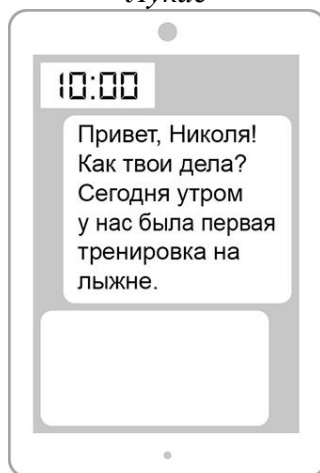 10:00
Привет, Николя!
Как твои дела?
Сегодня утром
у нас была первая
тренировка на
лыжне.